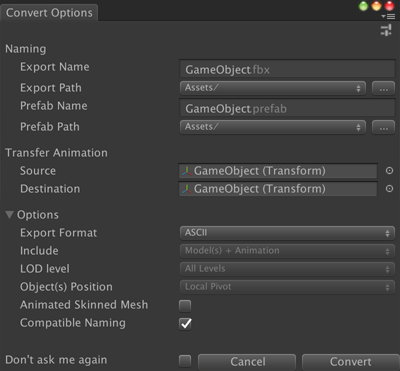 Convert Options
Naming
Export Name GameObject.fbx
Export Path Assets/ ...
Prefab Name GameObject.prefab
Prefab Path Assets/ ...
Transfer Animation
Source GameObject (Transform)
Destination GameObject (Transform)
Options
Export Format ASCII
Include Model(s) + Animation
LOD level All Levels
Object(s) Position Local Pivot
Animated Skinned Mesh
Compatible Naming
Don't ask me again Cancel Convert